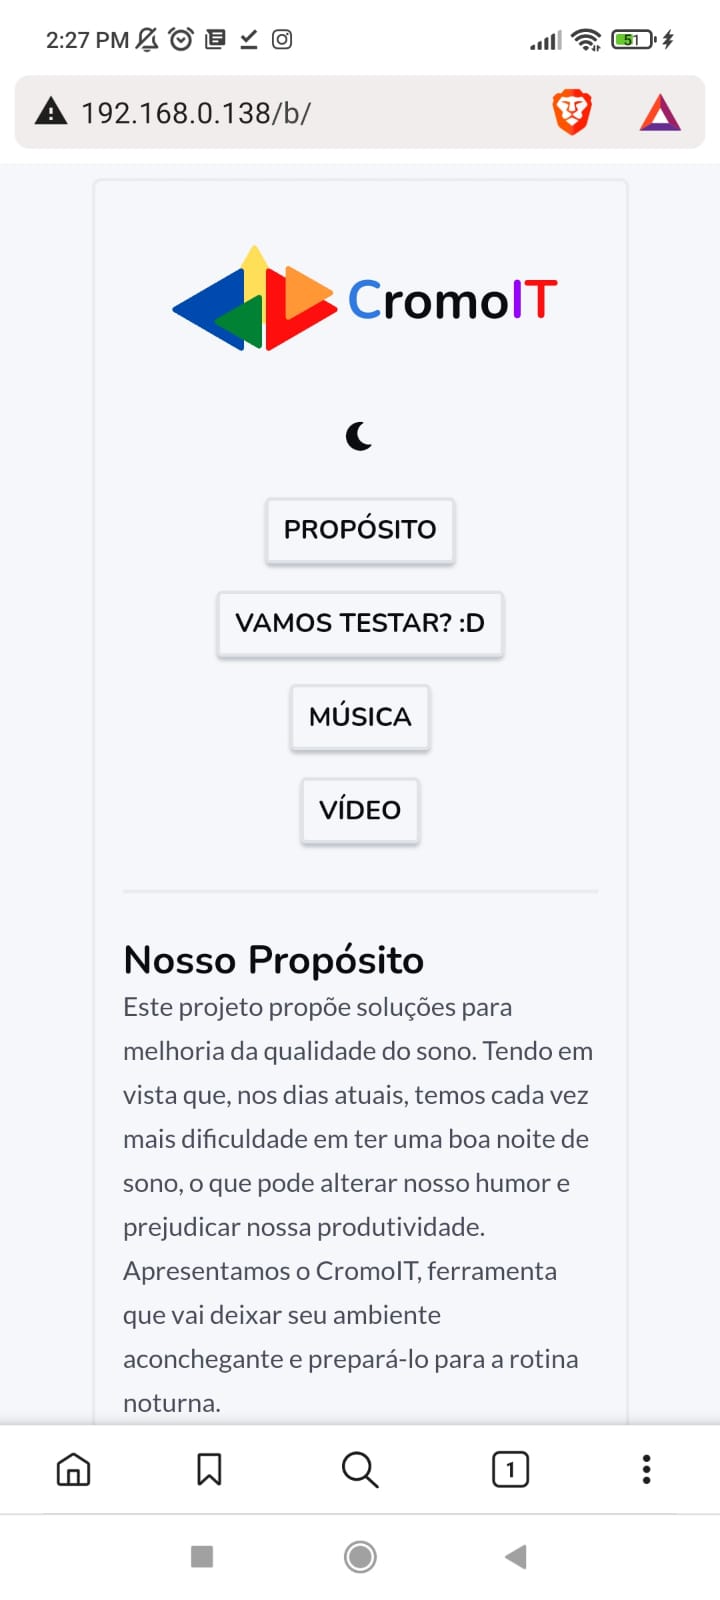 2:27 PM
51
192.168.0.138/b/
CromoIT
PROPÓSITO
VAMOS TESTAR? :D
MÚSICA
VÍDEO
Nosso Propósito
Este projeto propõe soluções para
melhoria da qualidade do sono. Tendo em
vista que, nos dias atuais, temos cada vez
mais dificuldade em ter uma boa noite de
sono, o que pode alterar nosso humor e
prejudicar nossa produtividade.
Apresentamos o CromoIT, ferramenta
que vai deixar seu ambiente
aconchegante e prepará-lo para a rotina
noturna.
1